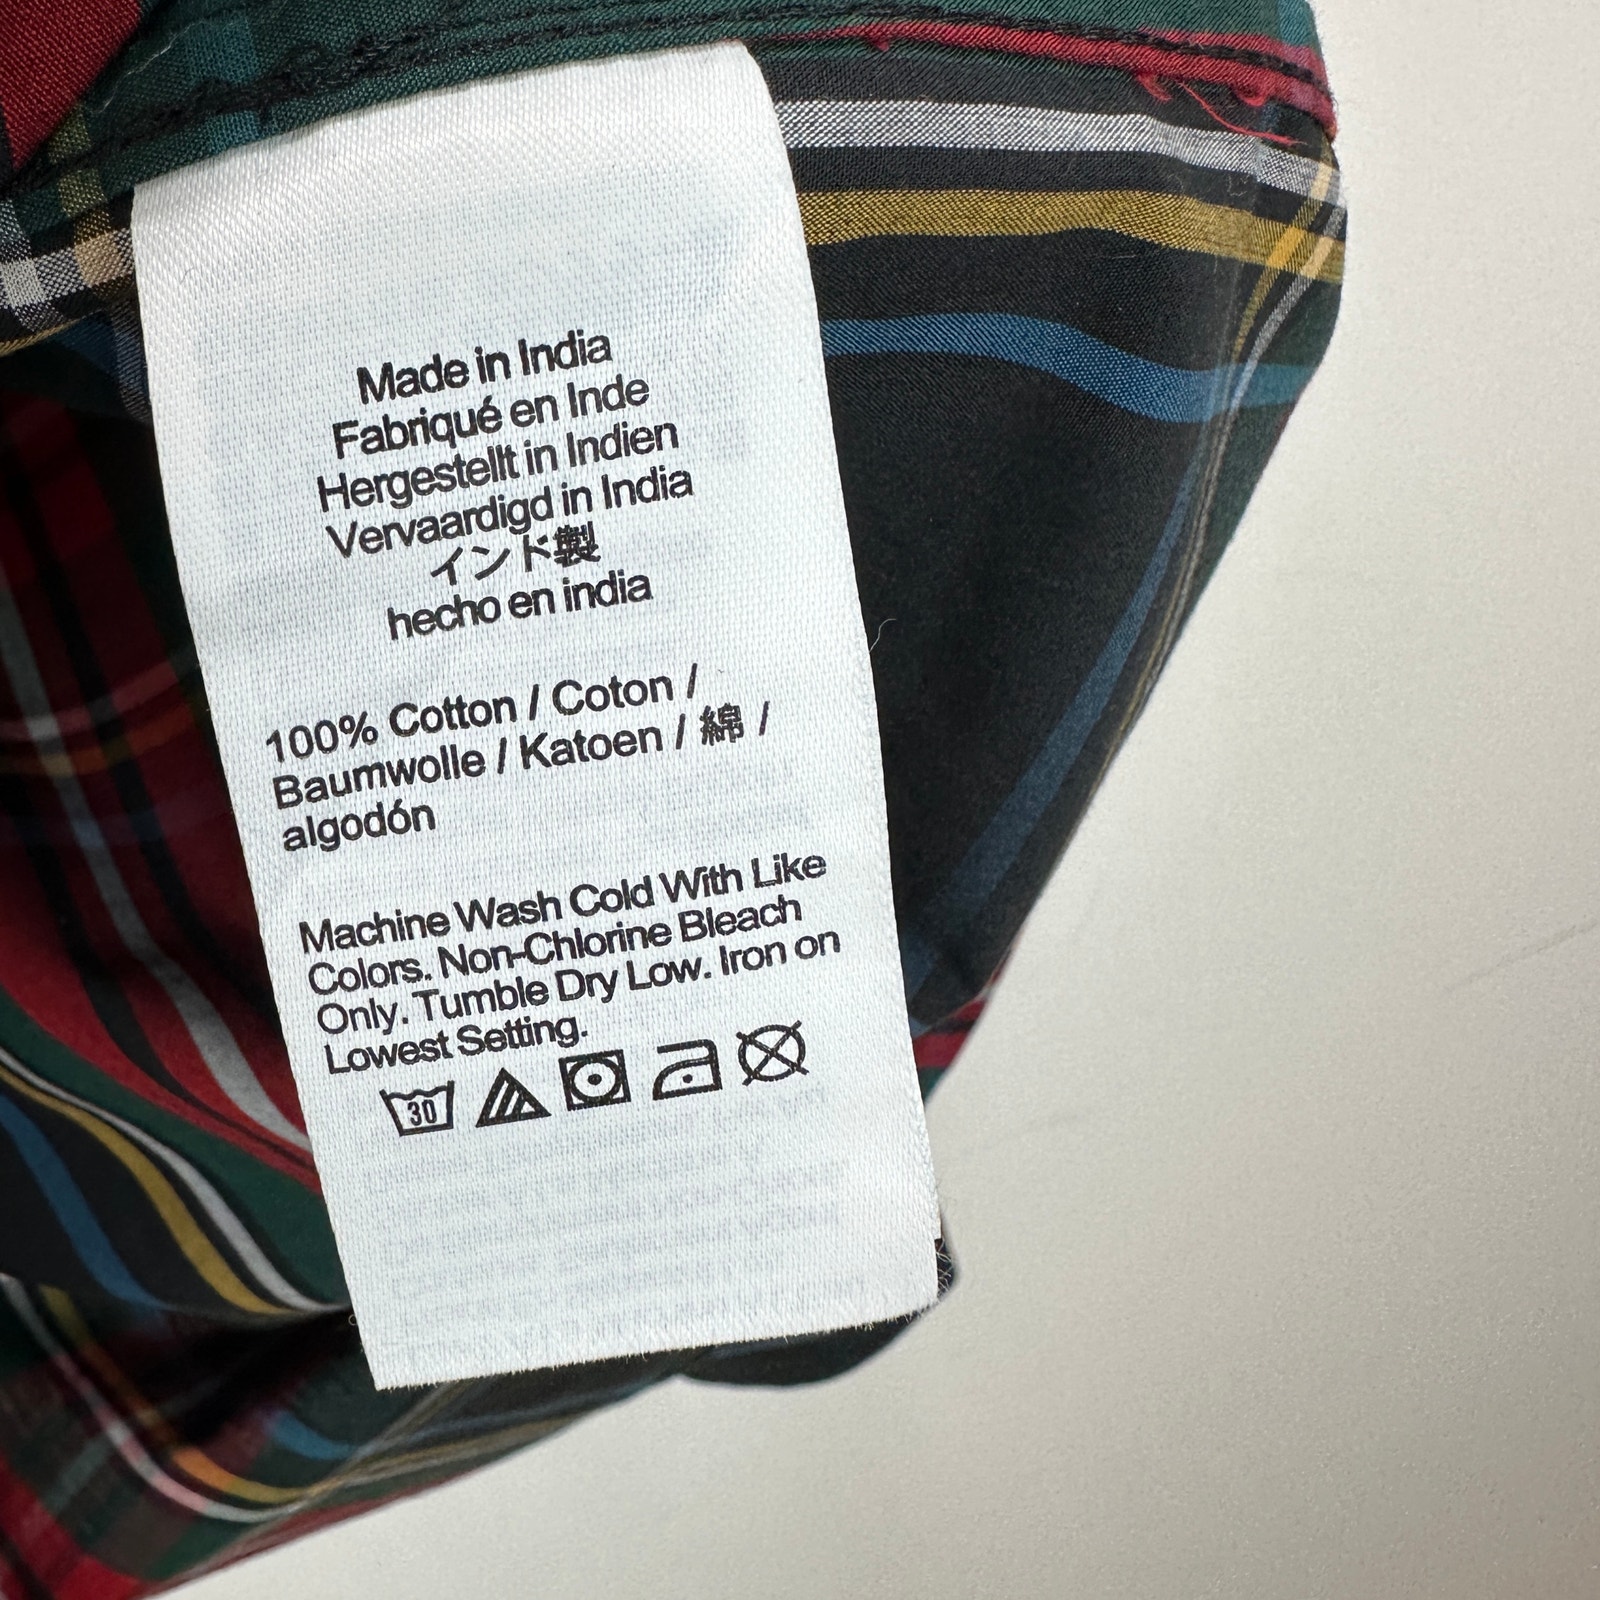 Made in India
Fabriqué en Inde
Hergestellt in Indien
Vervaardigd in India
インド製
hecho en india
100% Cotton / Coton /
Baumwolle / Katoen / 綿 /
algodón
Machine Wash Cold With Like
Colors. Non-Chlorine Bleach
Only. Tumble Dry Low. Iron on
Lowest Setting.
30